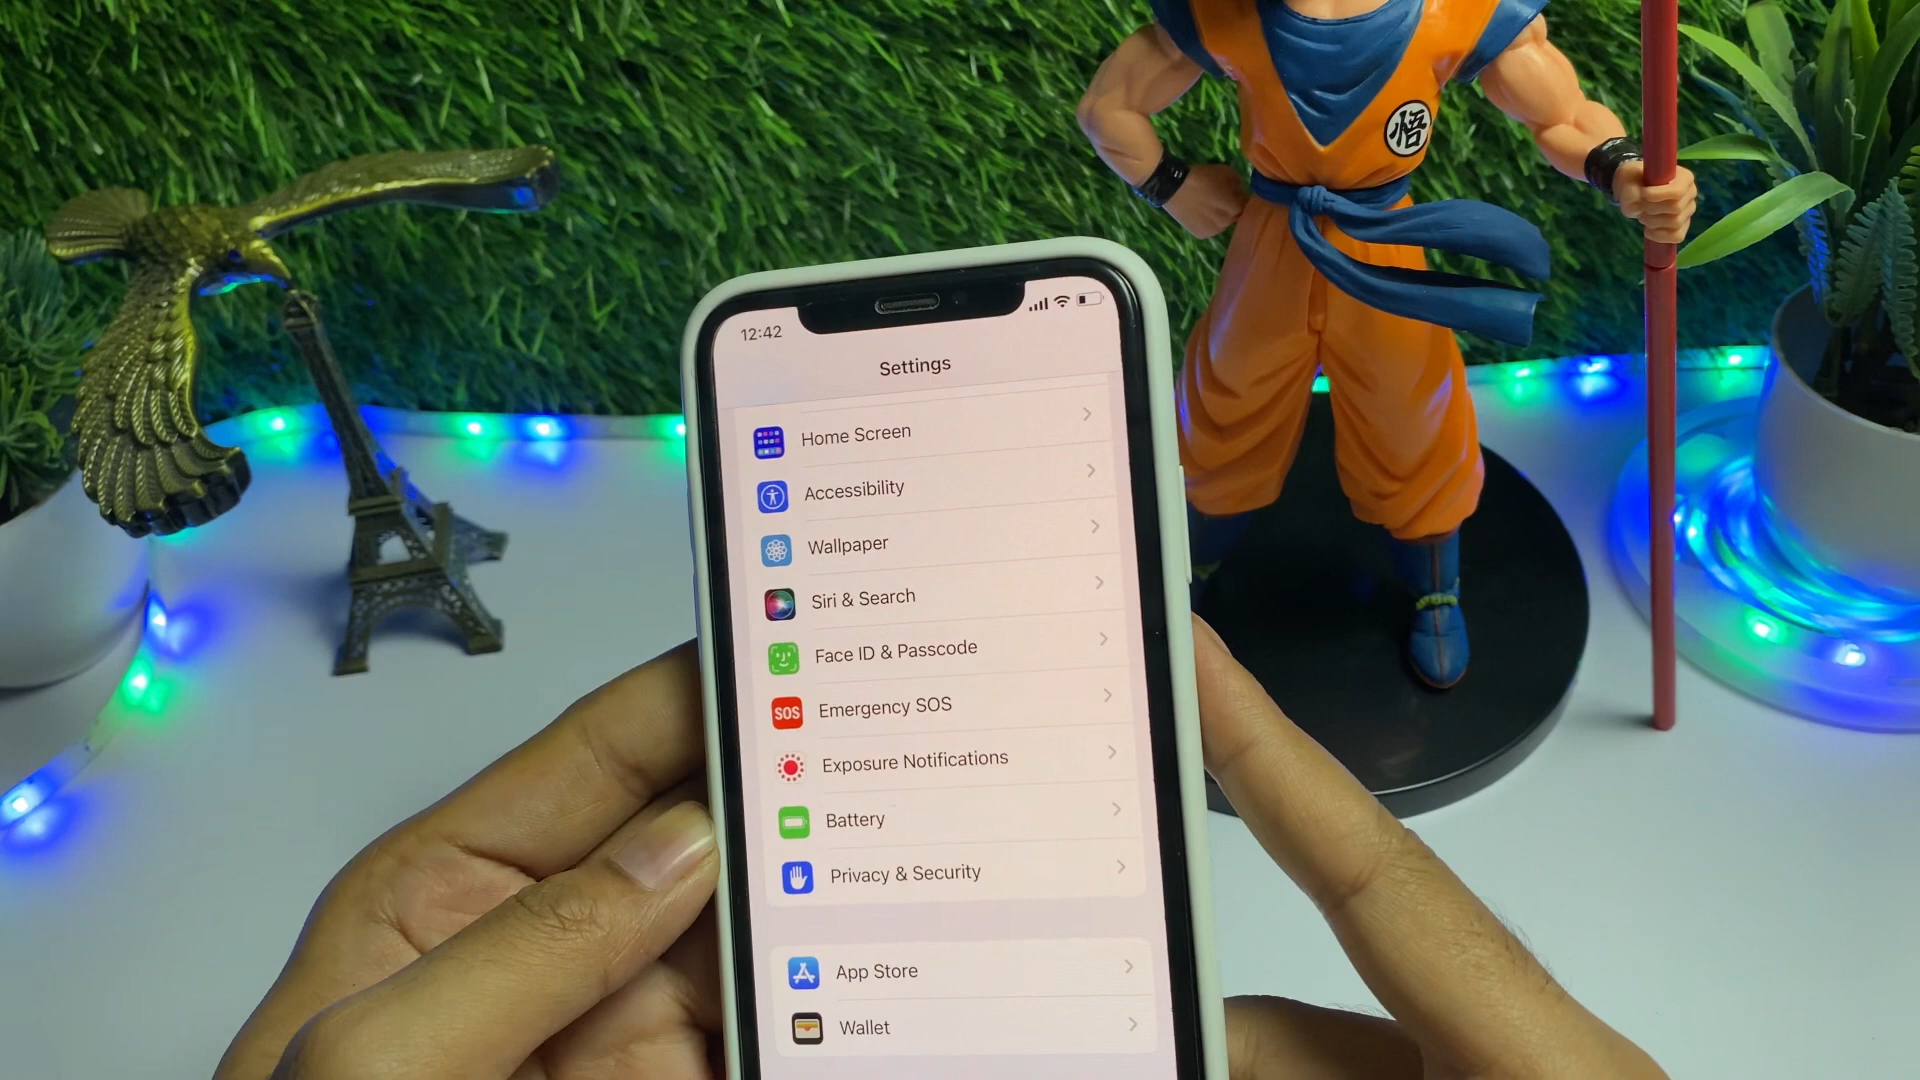 悟
12:42
Settings
Home Screen
Accessibility
Wallpaper
Siri & Search
Face ID & Passcode
SOS Emergency SOS
Exposure Notifications
Battery
Privacy & Security
App Store
Wallet